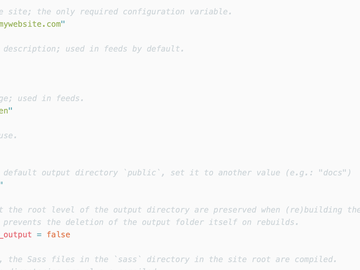 e site; the only required configuration variable.
mywebsite.com"
description; used in feeds by default.
ge; used in feeds.
en"
use.
default output directory `public`, set it to another value (e.g.: "docs")
"
t the root level of the output directory are preserved when (re)building the
prevents the deletion of the output folder itself on rebuilds.
_output = false
, the Sass files in the `sass` directory in the site root are compiled.